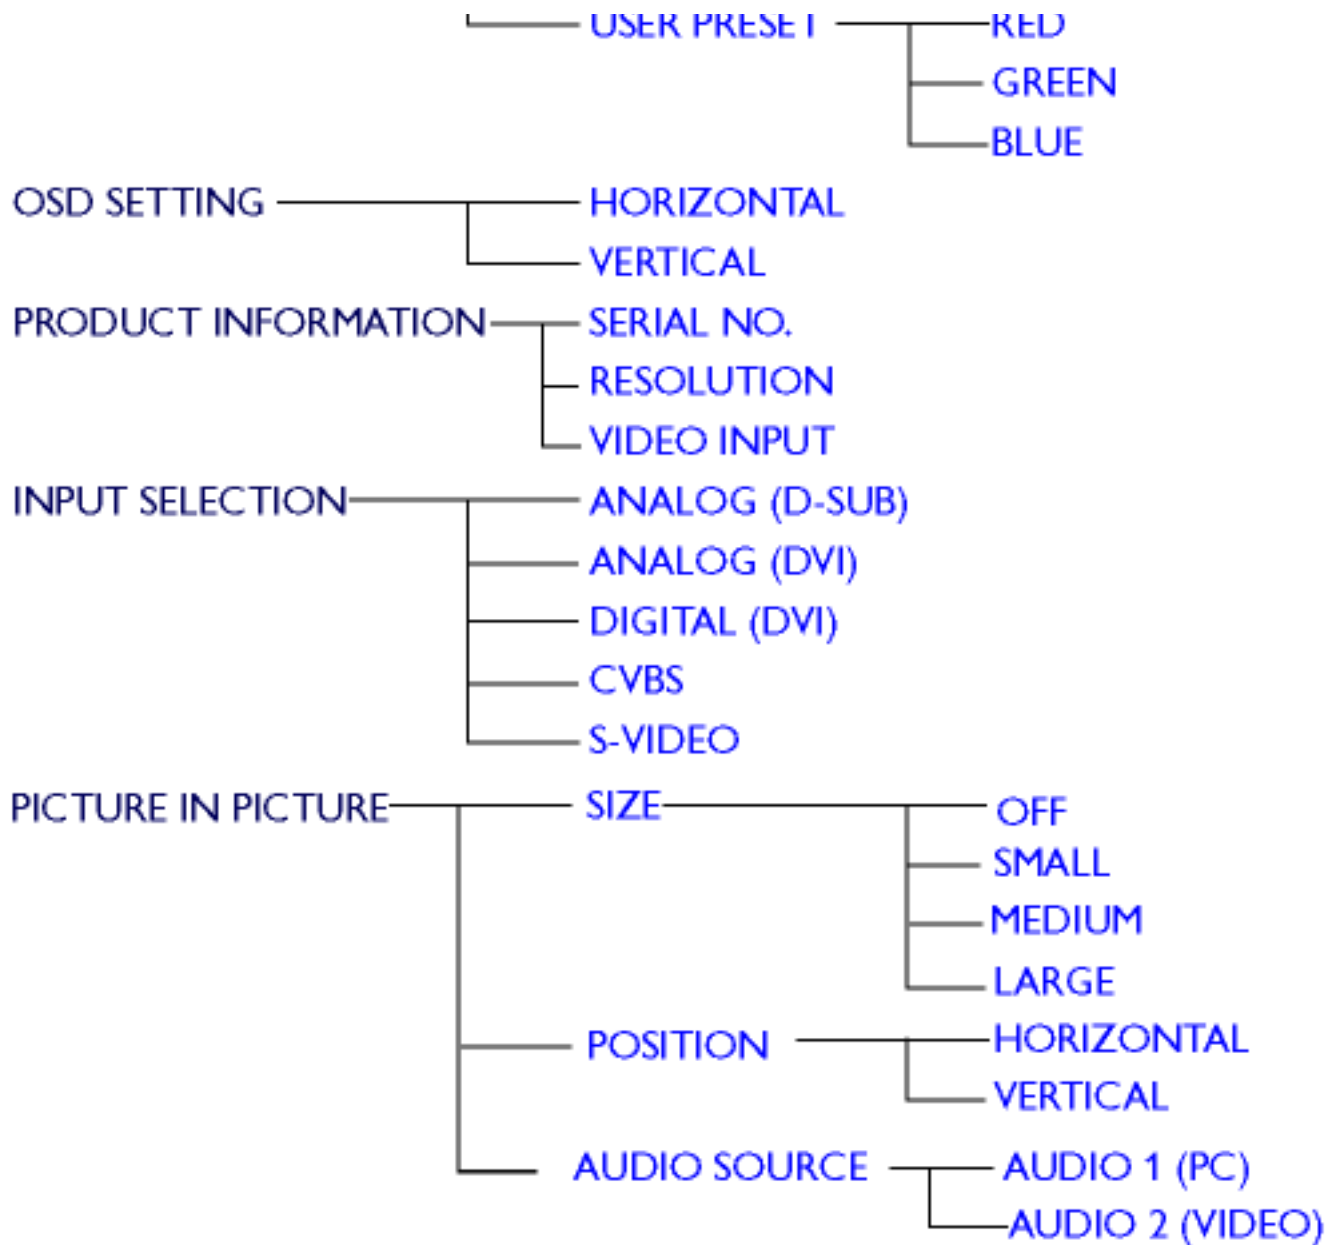 USER PRESET RED
GREEN
BLUE
OSD SETTING HORIZONTAL
VERTICAL
PRODUCT INFORMATION SERIAL NO.
RESOLUTION
VIDEO INPUT
INPUT SELECTION ANALOG (D-SUB)
ANALOG (DVI)
DIGITAL (DVI)
CVBS
S-VIDEO
PICTURE IN PICTURE SIZE OFF
SMALL
MEDIUM
LARGE
POSITION HORIZONTAL
VERTICAL
AUDIO SOURCE AUDIO 1 (PC)
AUDIO 2 (VIDEO)